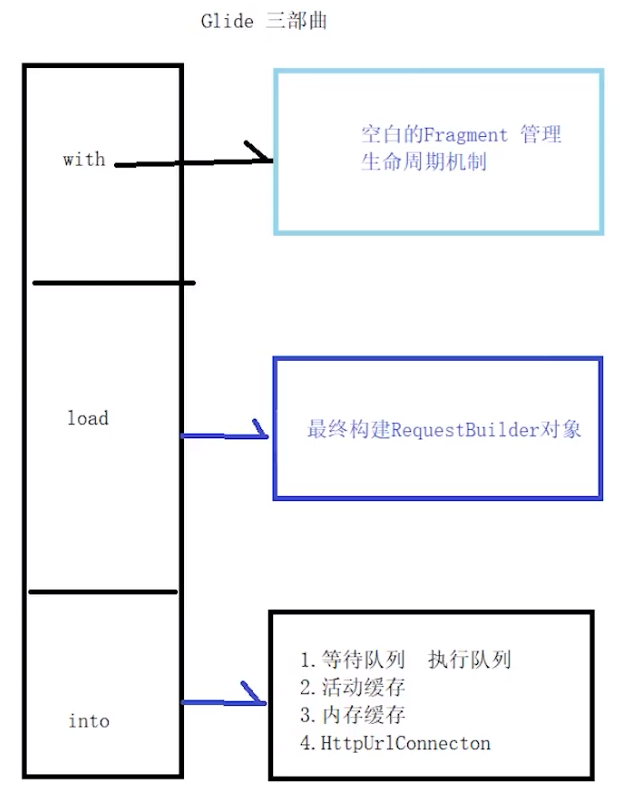 Glide 三部曲
with
空白的Fragment 管理
生命周期机制
load
最终构建RequestBuilder对象
into
1.等待队列 执行队列
2.活动缓存
3.内存缓存
4.HttpUrlConnecton